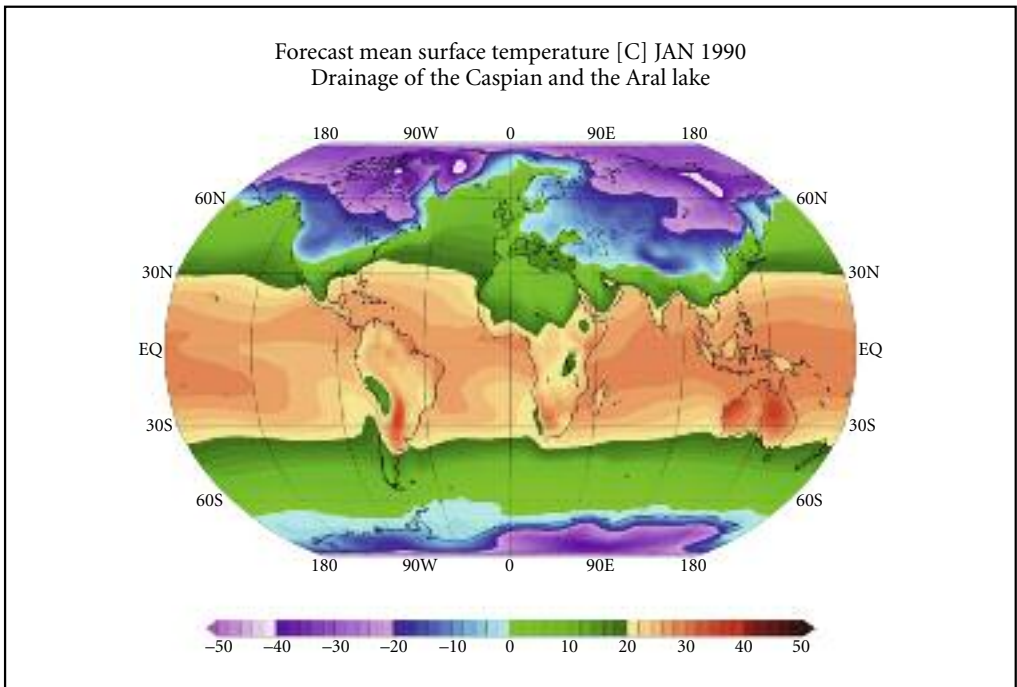 Forecast mean surface temperature [C] JAN 1990
Drainage of the Caspian and the Aral lake
180 90W 0 90E 180
60N 60N
30N 30N
EQ EQ
30S 30S
60S 60S
180 90W 0 90E 180
−50 −40 −30 −20 −10 0 10 20 30 40 50